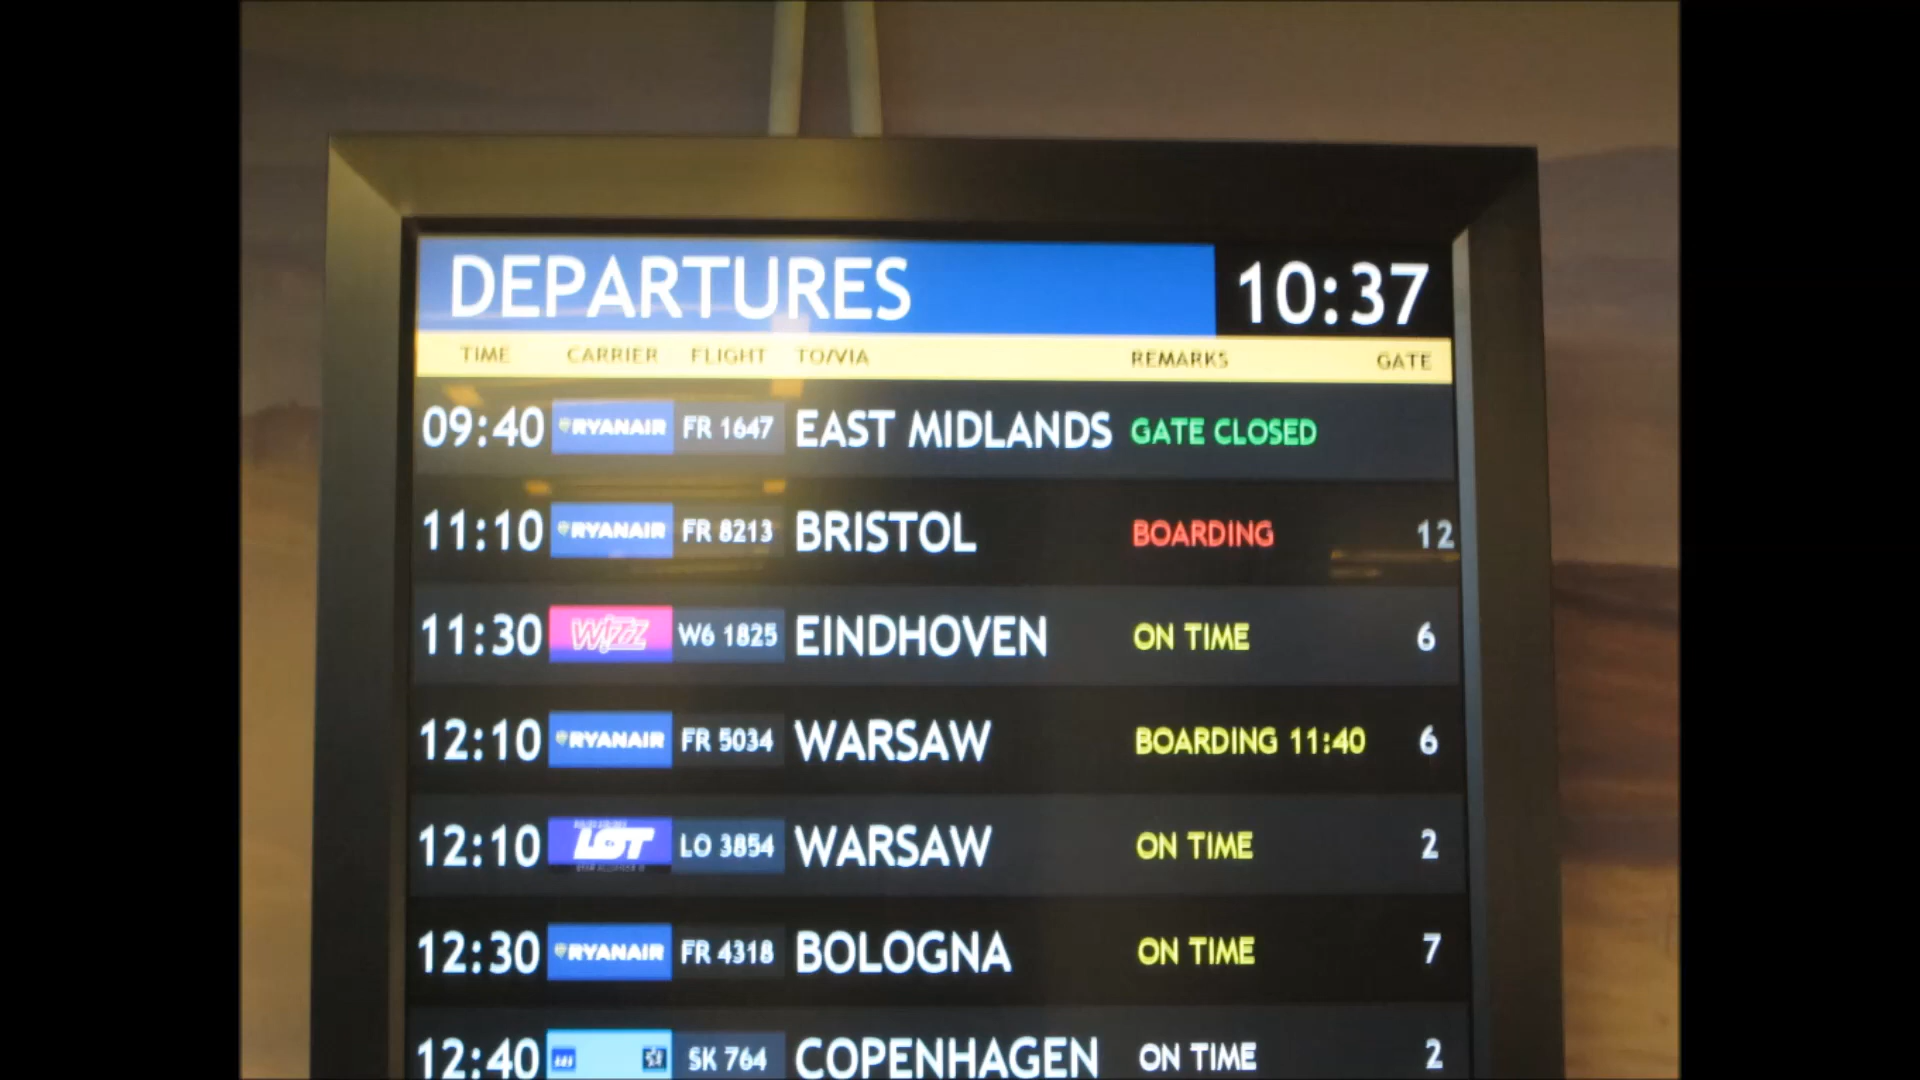 DEPARTURES 10:37
TIME CARRIER FLIGHT TO/VIA REMARKS GATE
09:40 RYANAIR FR 1647 EAST MIDLANDS GATE CLOSED
11:10 RYANAIR FR 8213 BRISTOL BOARDING 12
11:30 WIZZ W6 1825 EINDHOVEN ON TIME 6
12:10 RYANAIR FR 5034 WARSAW BOARDING 11:40 6
12:10 LOT LO 3854 WARSAW ON TIME 2
12:30 RYANAIR FR 4318 BOLOGNA ON TIME 7
12:40 SK 764 COPENHAGEN ON TIME 2